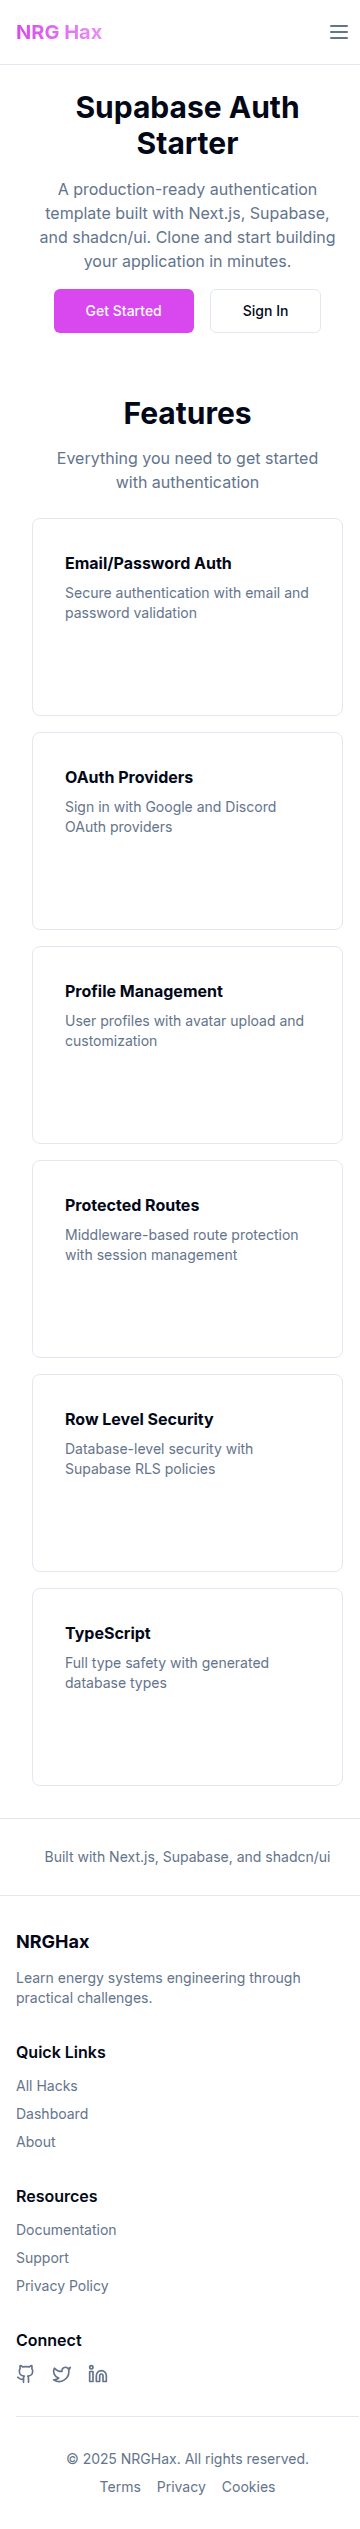 NRG Hax
Supabase Auth
Starter
A production-ready authentication
template built with Next.js, Supabase,
and shadcn/ui. Clone and start building
your application in minutes.
Get Started
Sign In
Features
Everything you need to get started
with authentication
Email/Password Auth
Secure authentication with email and
password validation
OAuth Providers
Sign in with Google and Discord
OAuth providers
Profile Management
User profiles with avatar upload and
customization
Protected Routes
Middleware-based route protection
with session management
Row Level Security
Database-level security with
Supabase RLS policies
TypeScript
Full type safety with generated
database types
Built with Next.js, Supabase, and shadcn/ui
NRGHax
Learn energy systems engineering through
practical challenges.
Quick Links
All Hacks
Dashboard
About
Resources
Documentation
Support
Privacy Policy
Connect
© 2025 NRGHax. All rights reserved.
Terms Privacy Cookies